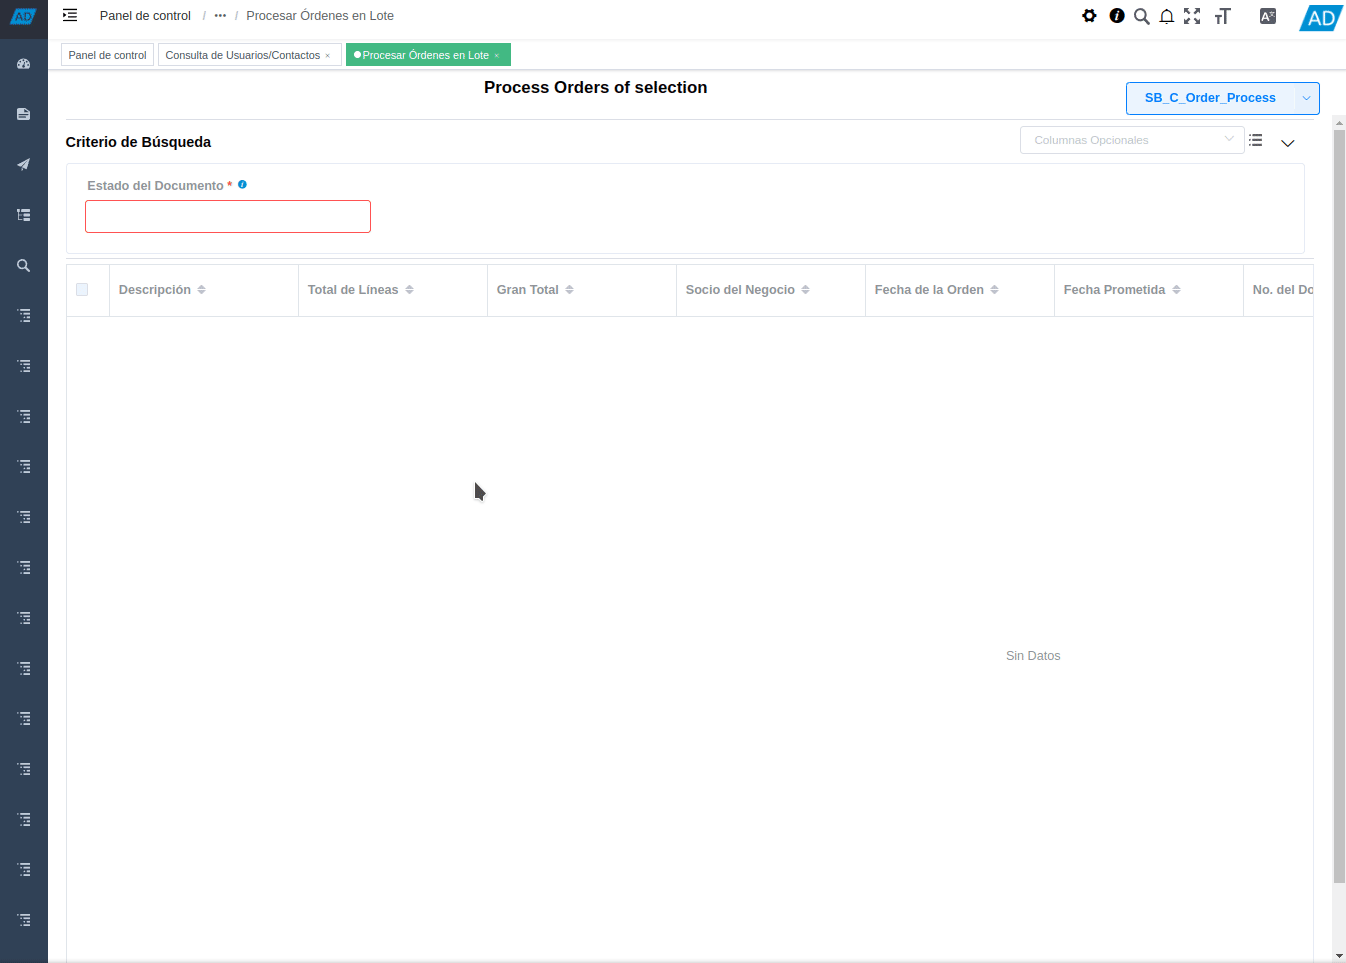 AD
Panel de control / ••• / Procesar Órdenes en Lote
AD
Panel de control
Consulta de Usuarios/Contactos ×
Procesar Órdenes en Lote ×
Process Orders of selection
SB_C_Order_Process
Criterio de Búsqueda
Columnas Opcionales
Estado del Documento *
Descripción
Total de Líneas
Gran Total
Socio del Negocio
Fecha de la Orden
Fecha Prometida
No. del Do
Sin Datos